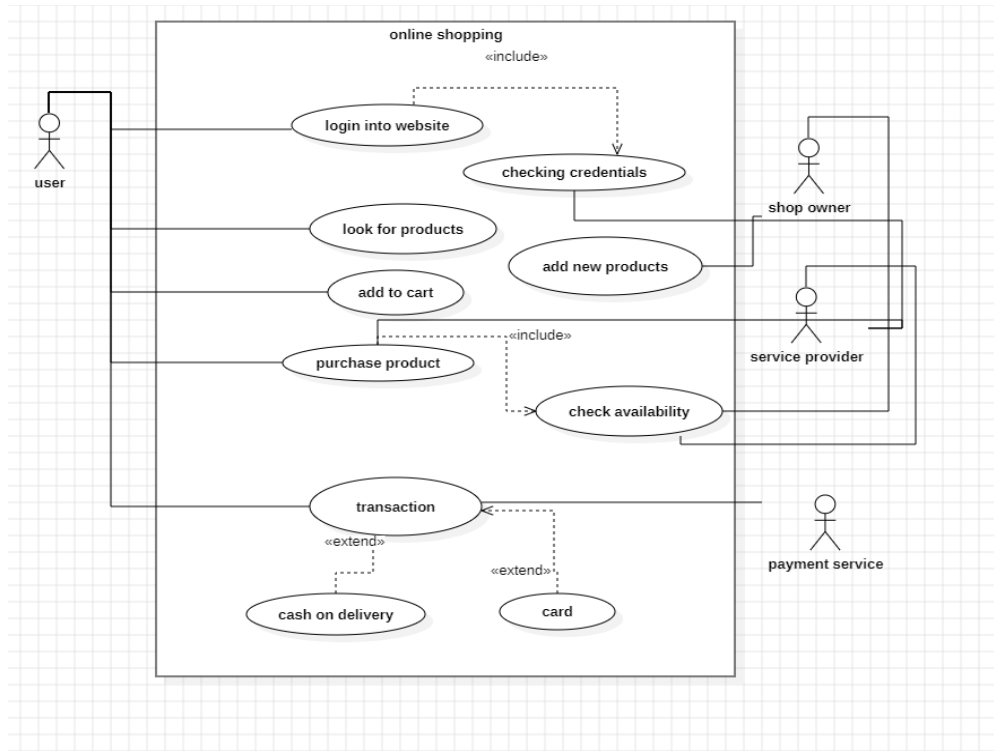 online shopping
«include»
login into website
user
checking credentials
shop owner
look for products
add new products
add to cart
«include»
service provider
purchase product
check availability
transaction
«extend»
payment service
«extend»
cash on delivery
card